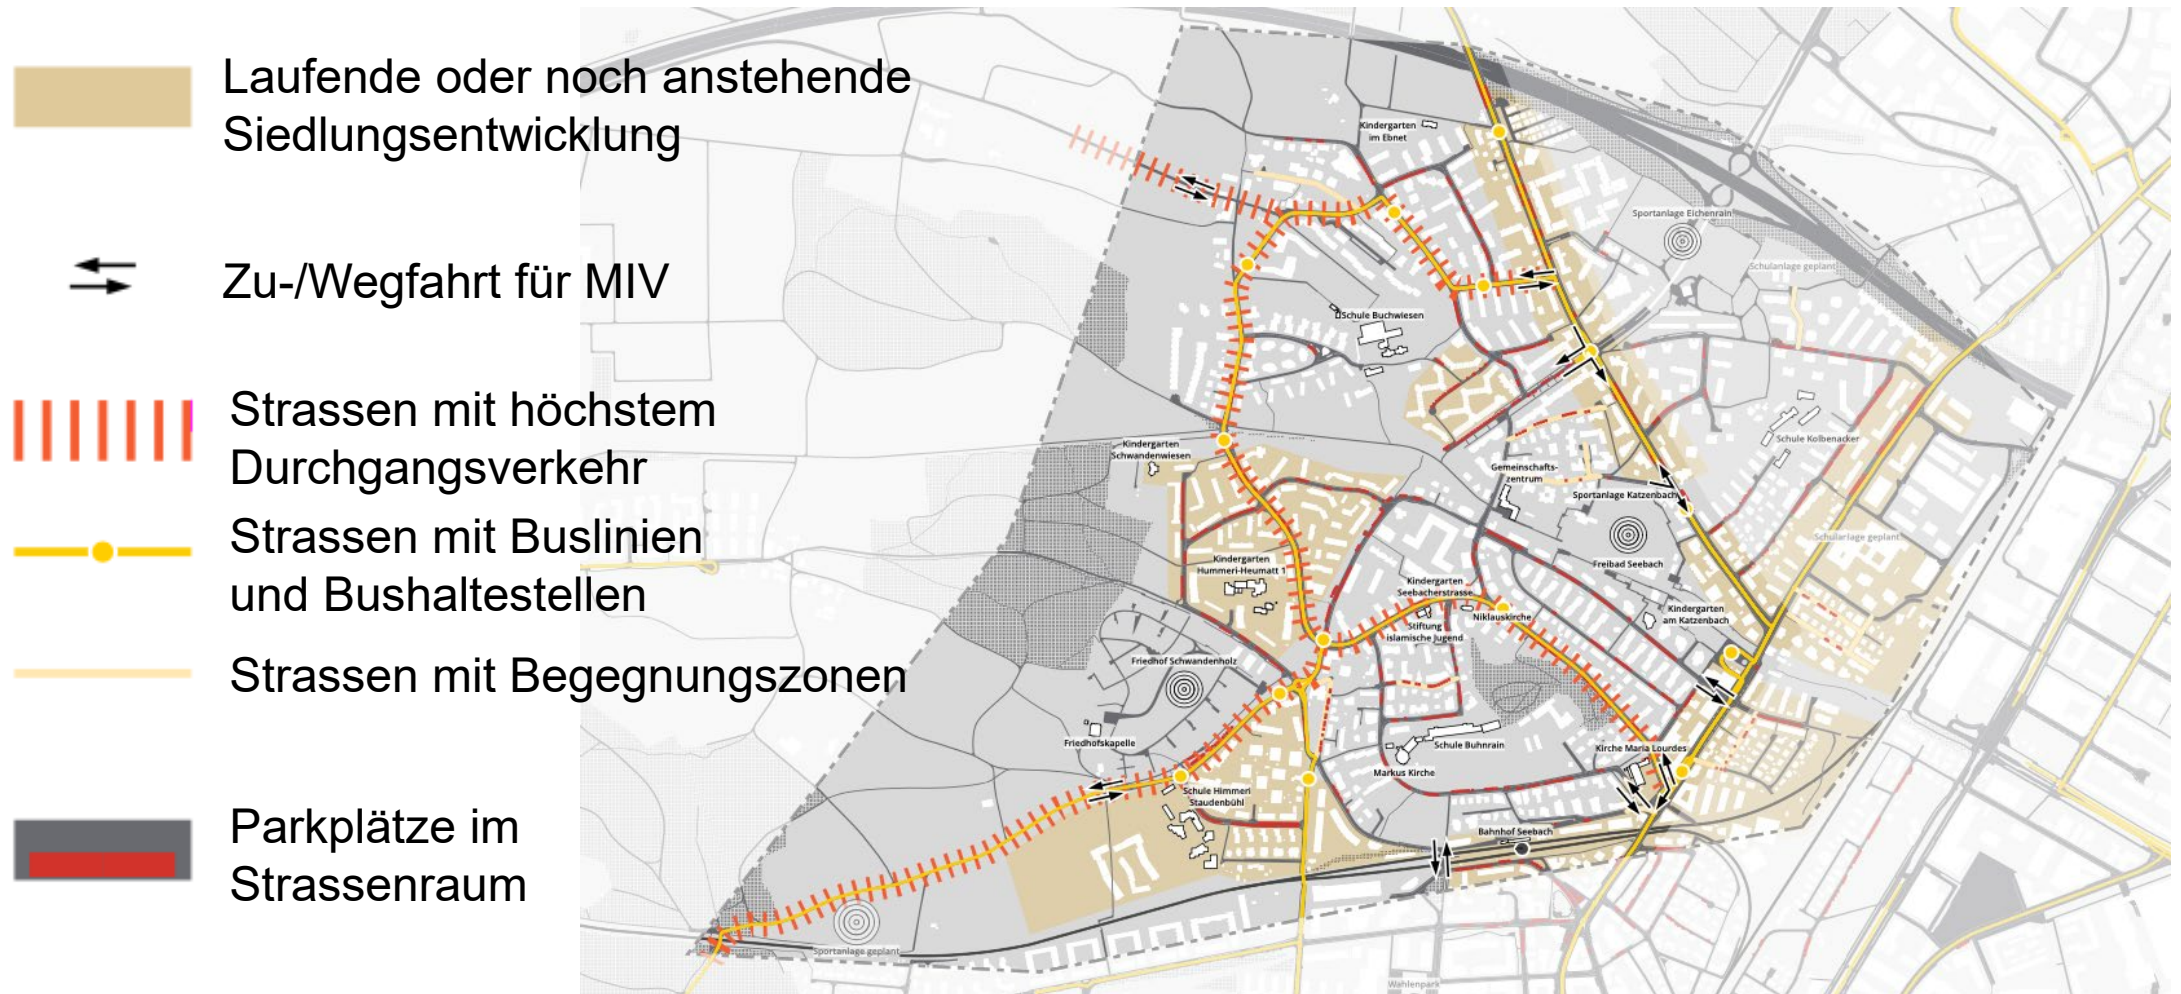 Laufende oder noch anstehende
Siedlungsentwicklung
Zu-/Wegfahrt für MIV
Strassen mit höchstem
Durchgangsverkehr
Strassen mit Buslinien
und Bushaltestellen
Strassen mit Begegnungszonen
Parkplätze im
Strassenraum
Kindergarten
im Ebnet
Sportanlage Eichenrain
Schulanlage geplant
Schule Buchwiesen
Kindergarten
Schwandenwiesen
Schule Kolbenacker
Gemeinschafts-
zentrum
Sportanlage Katzenbach
Schulanlage geplant
Freibad Seebach
Kindergarten
Hummeri-Heumatt 1
Kindergarten
Seebacherstrasse
Niklauskirche
Stiftung
islamische Jugend
Kindergarten
am Katzenbach
Friedhof Schwandenholz
Friedhofskapelle
Schule Buhnrain
Kirche Maria Lourdes
Markus Kirche
Schule Himmeri
Staudenbühl
Bahnhof Seebach
Sportanlage geplant
Wahlenpark